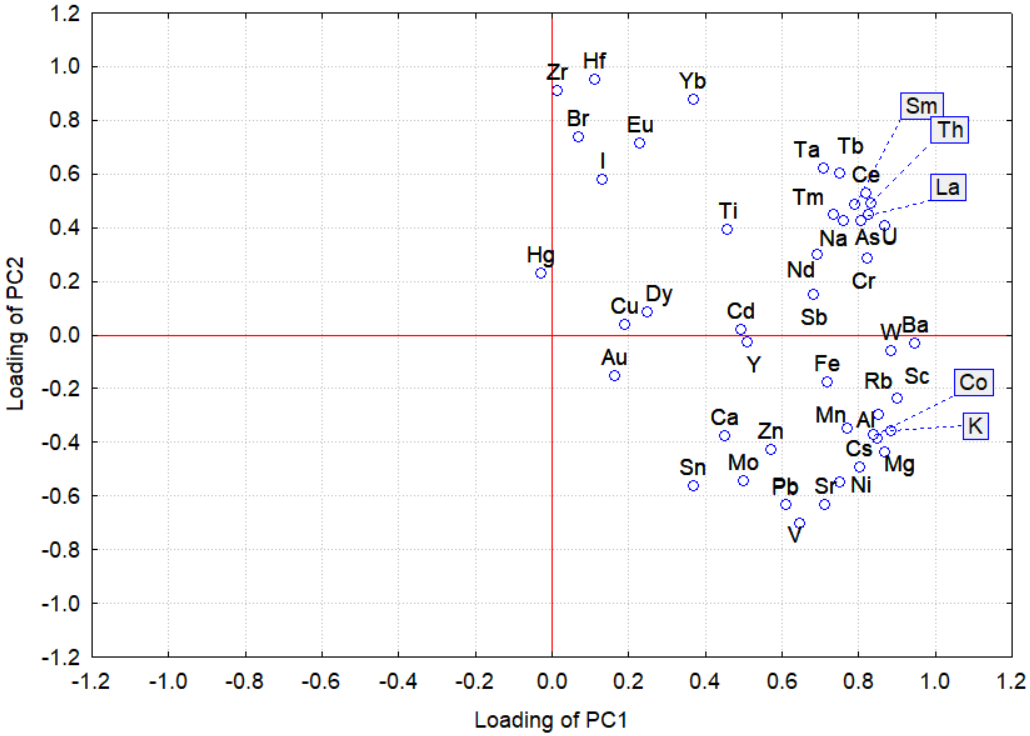 1.2
1.0
0.8
0.6
0.4
0.2
0.0
-0.2
-0.4
-0.6
-0.8
-1.0
-1.2
Loading of PC2
Zr Hf Yb
Br Eu Sm
Th
I Ta Tb
Ce La
Ti Tm
Na As U
Hg Nd Cr
Cu Dy Cd Sb
W Ba
Au Y Fe Rb Sc
Co
Ca Zn Mn Al K
Sn Mo Cs Mg
Pb Sr Ni
V
-1.2 -1.0 -0.8 -0.6 -0.4 -0.2 0.0 0.2 0.4 0.6 0.8 1.0 1.2
Loading of PC1